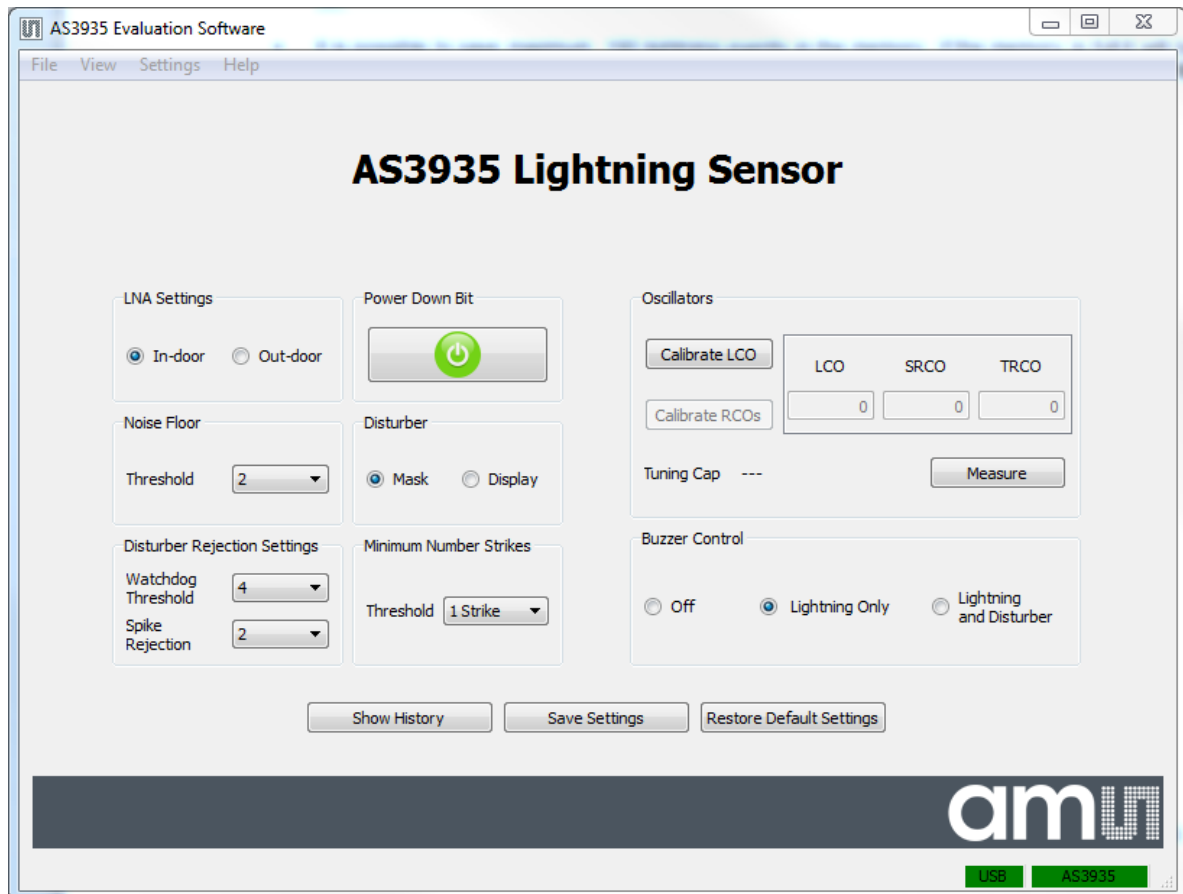 AS3935 Evaluation Software
File View Settings Help
AS3935 Lightning Sensor
LNA Settings
In-door Out-door
Power Down Bit
Noise Floor
Threshold 2
Disturber
Mask Display
Disturber Rejection Settings
Watchdog
Threshold
4
Spike
Rejection
2
Minimum Number Strikes
Threshold 1 Strike
Oscillators
Calibrate LCO
Calibrate RCOs
LCO SRCO TRCO
0 0 0
Tuning Cap ---
Measure
Buzzer Control
Off Lightning Only Lightning
and Disturber
Show History Save Settings Restore Default Settings
am
USB AS3935